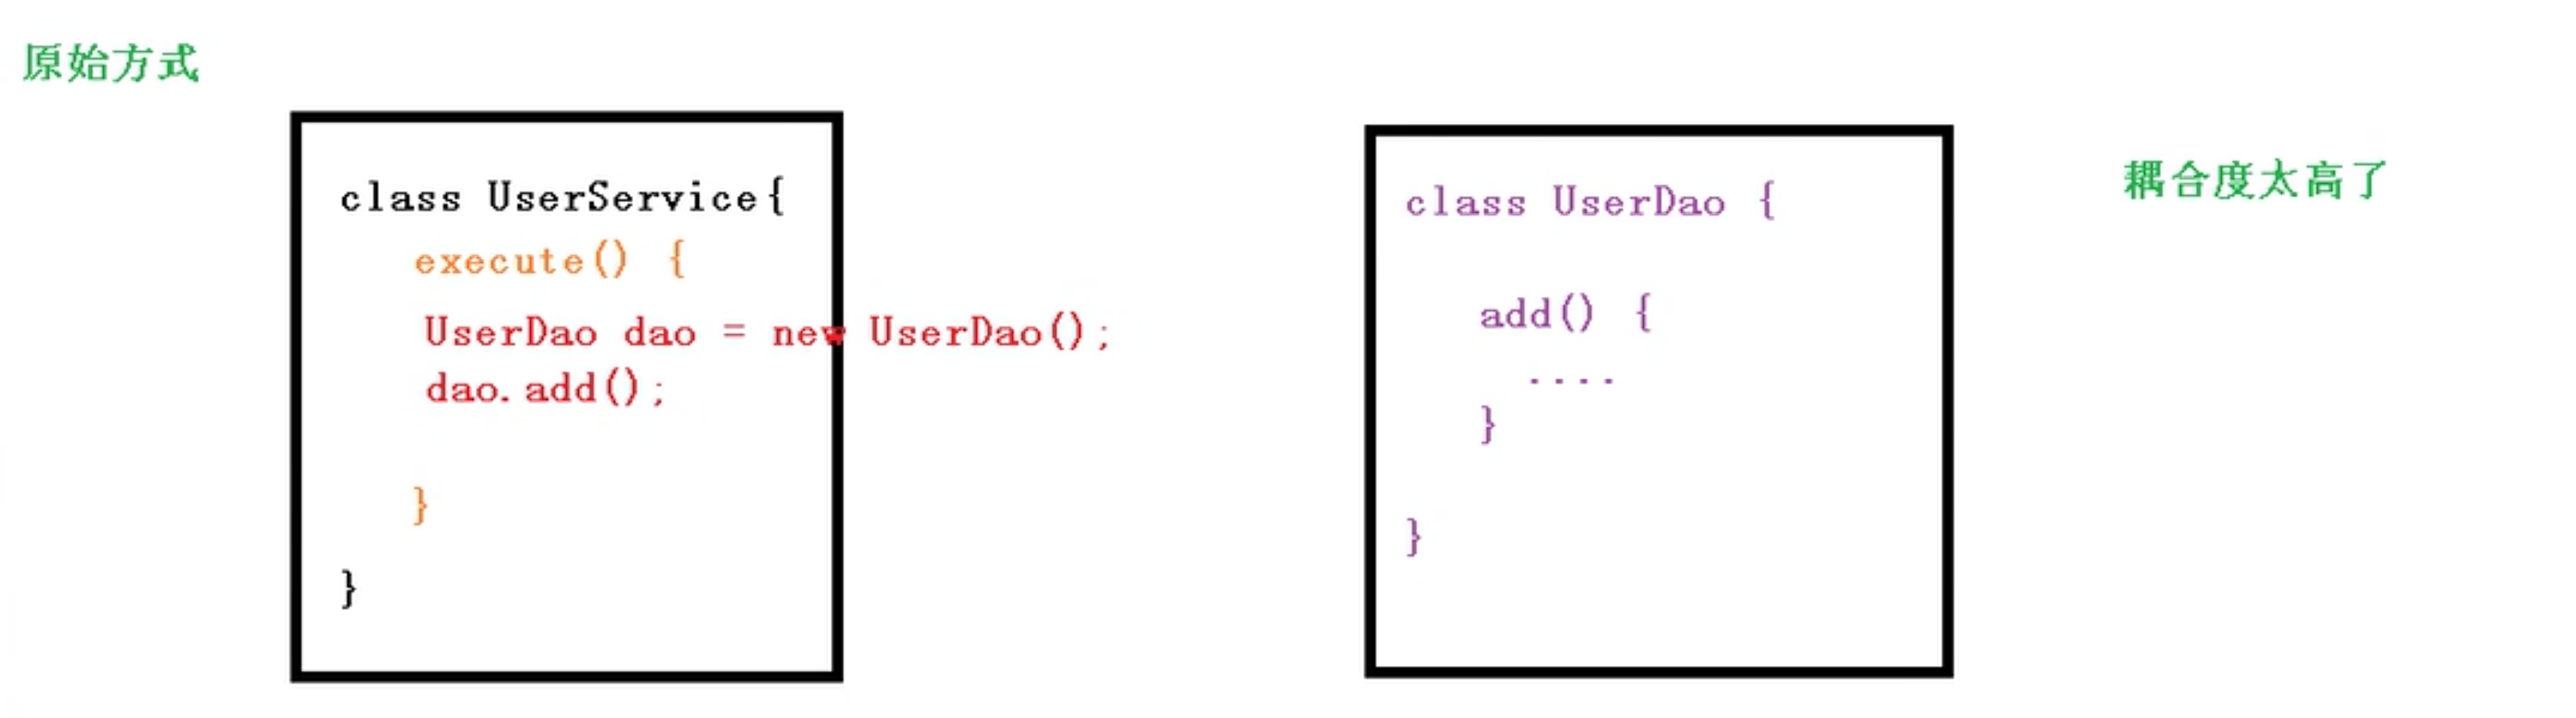 原始方式
class UserService{
execute() {
UserDao dao = new UserDao();
dao.add();
}
}
class UserDao {
add() {
....
}
}
耦合度太高了